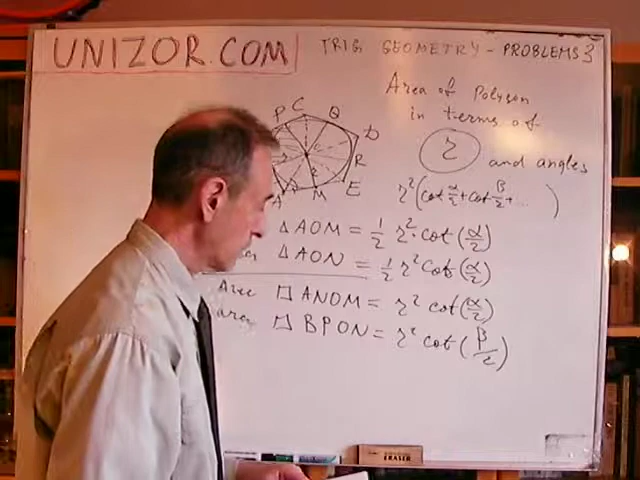 UNIZOR.COM
TRIG GEOMETRY - PROBLEMS 3
Area of Polygon
in terms of
r and angles
r²(cot α/2 + cot β/2 + ... )
P C Q D
R
A M E
△AOM = 1/2 r² · cot(α/2)
△AON = 1/2 r² cot(α/2)
Area □ ANOM = r² cot(α/2)
area □ BPON = r² cot(β/2)
ERASER